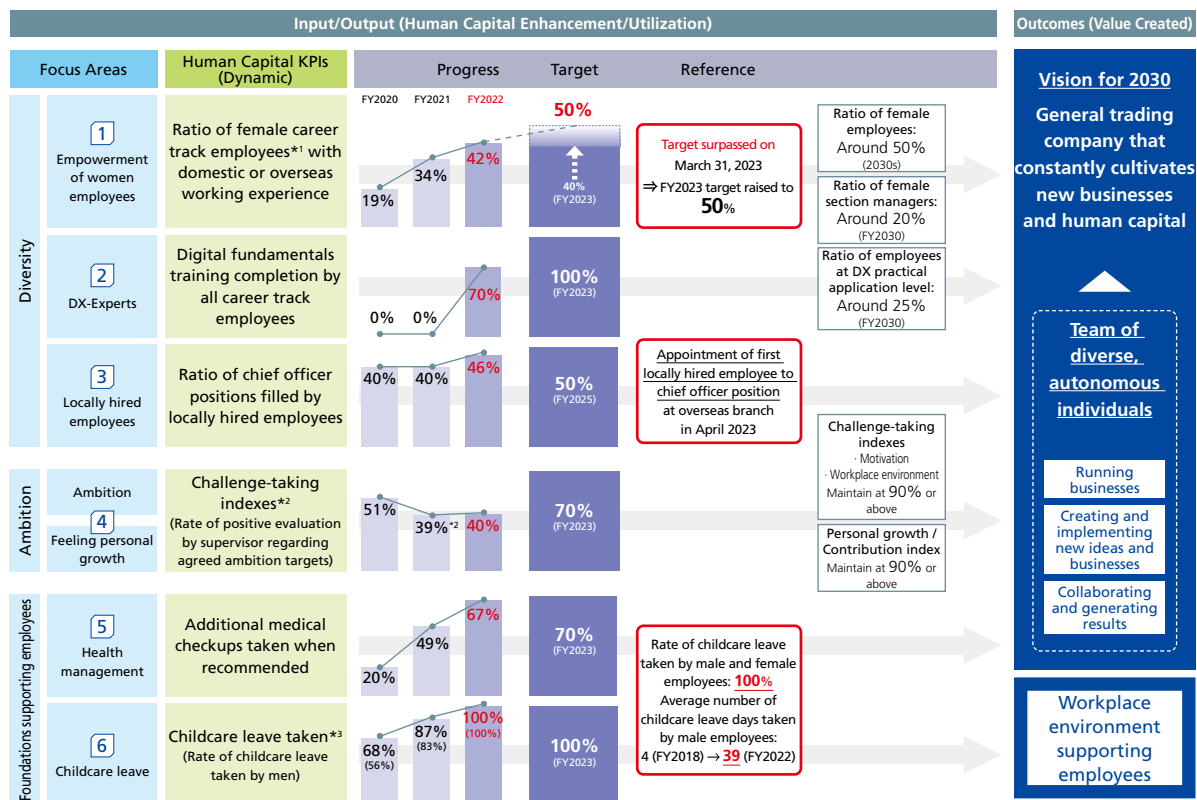 Input/Output (Human Capital Enhancement/Utilization)
Outcomes (Value Created)
Focus Areas
Human Capital KPIs
(Dynamic)
Progress
Target
Reference
FY2020
FY2021
FY2022
Diversity
1
Empowerment
of women
employees
Ratio of female career
track employees*1 with
domestic or overseas
working experience
19%
34%
42%
50%
40%
(FY2023)
Target surpassed on
March 31, 2023
⇒ FY2023 target raised to
50%
Ratio of female
employees:
Around 50%
(2030s)
Ratio of female
section managers:
Around 20%
(FY2030)
2
DX-Experts
Digital fundamentals
training completion by
all career track
employees
0%
0%
70%
100%
(FY2023)
Ratio of employees
at DX practical
application level:
Around 25%
(FY2030)
3
Locally hired
employees
Ratio of chief officer
positions filled by
locally hired employees
40%
40%
46%
50%
(FY2025)
Appointment of first
locally hired employee to
chief officer position
at overseas branch
in April 2023
Ambition
Ambition
4
Feeling personal
growth
Challenge-taking
indexes*2
(Rate of positive evaluation
by supervisor regarding
agreed ambition targets)
51%
39%*2
40%
70%
(FY2023)
Challenge-taking
indexes
· Motivation
· Workplace environment
Maintain at 90% or
above
Personal growth /
Contribution index
Maintain at 90% or
above
Foundations supporting employees
5
Health
management
Additional medical
checkups taken when
recommended
20%
49%
67%
70%
(FY2023)
6
Childcare leave
Childcare leave taken*3
(Rate of childcare leave
taken by men)
68%
(56%)
87%
(83%)
100%
(100%)
100%
(FY2023)
Rate of childcare leave
taken by male and female
employees: 100%
Average number of
childcare leave days taken
by male employees:
4 (FY2018) → 39 (FY2022)
Vision for 2030
General trading
company that
constantly cultivates
new businesses
and human capital
Team of
diverse,
autonomous
individuals
Running
businesses
Creating and
implementing
new ideas and
businesses
Collaborating
and generating
results
Workplace
environment
supporting
employees